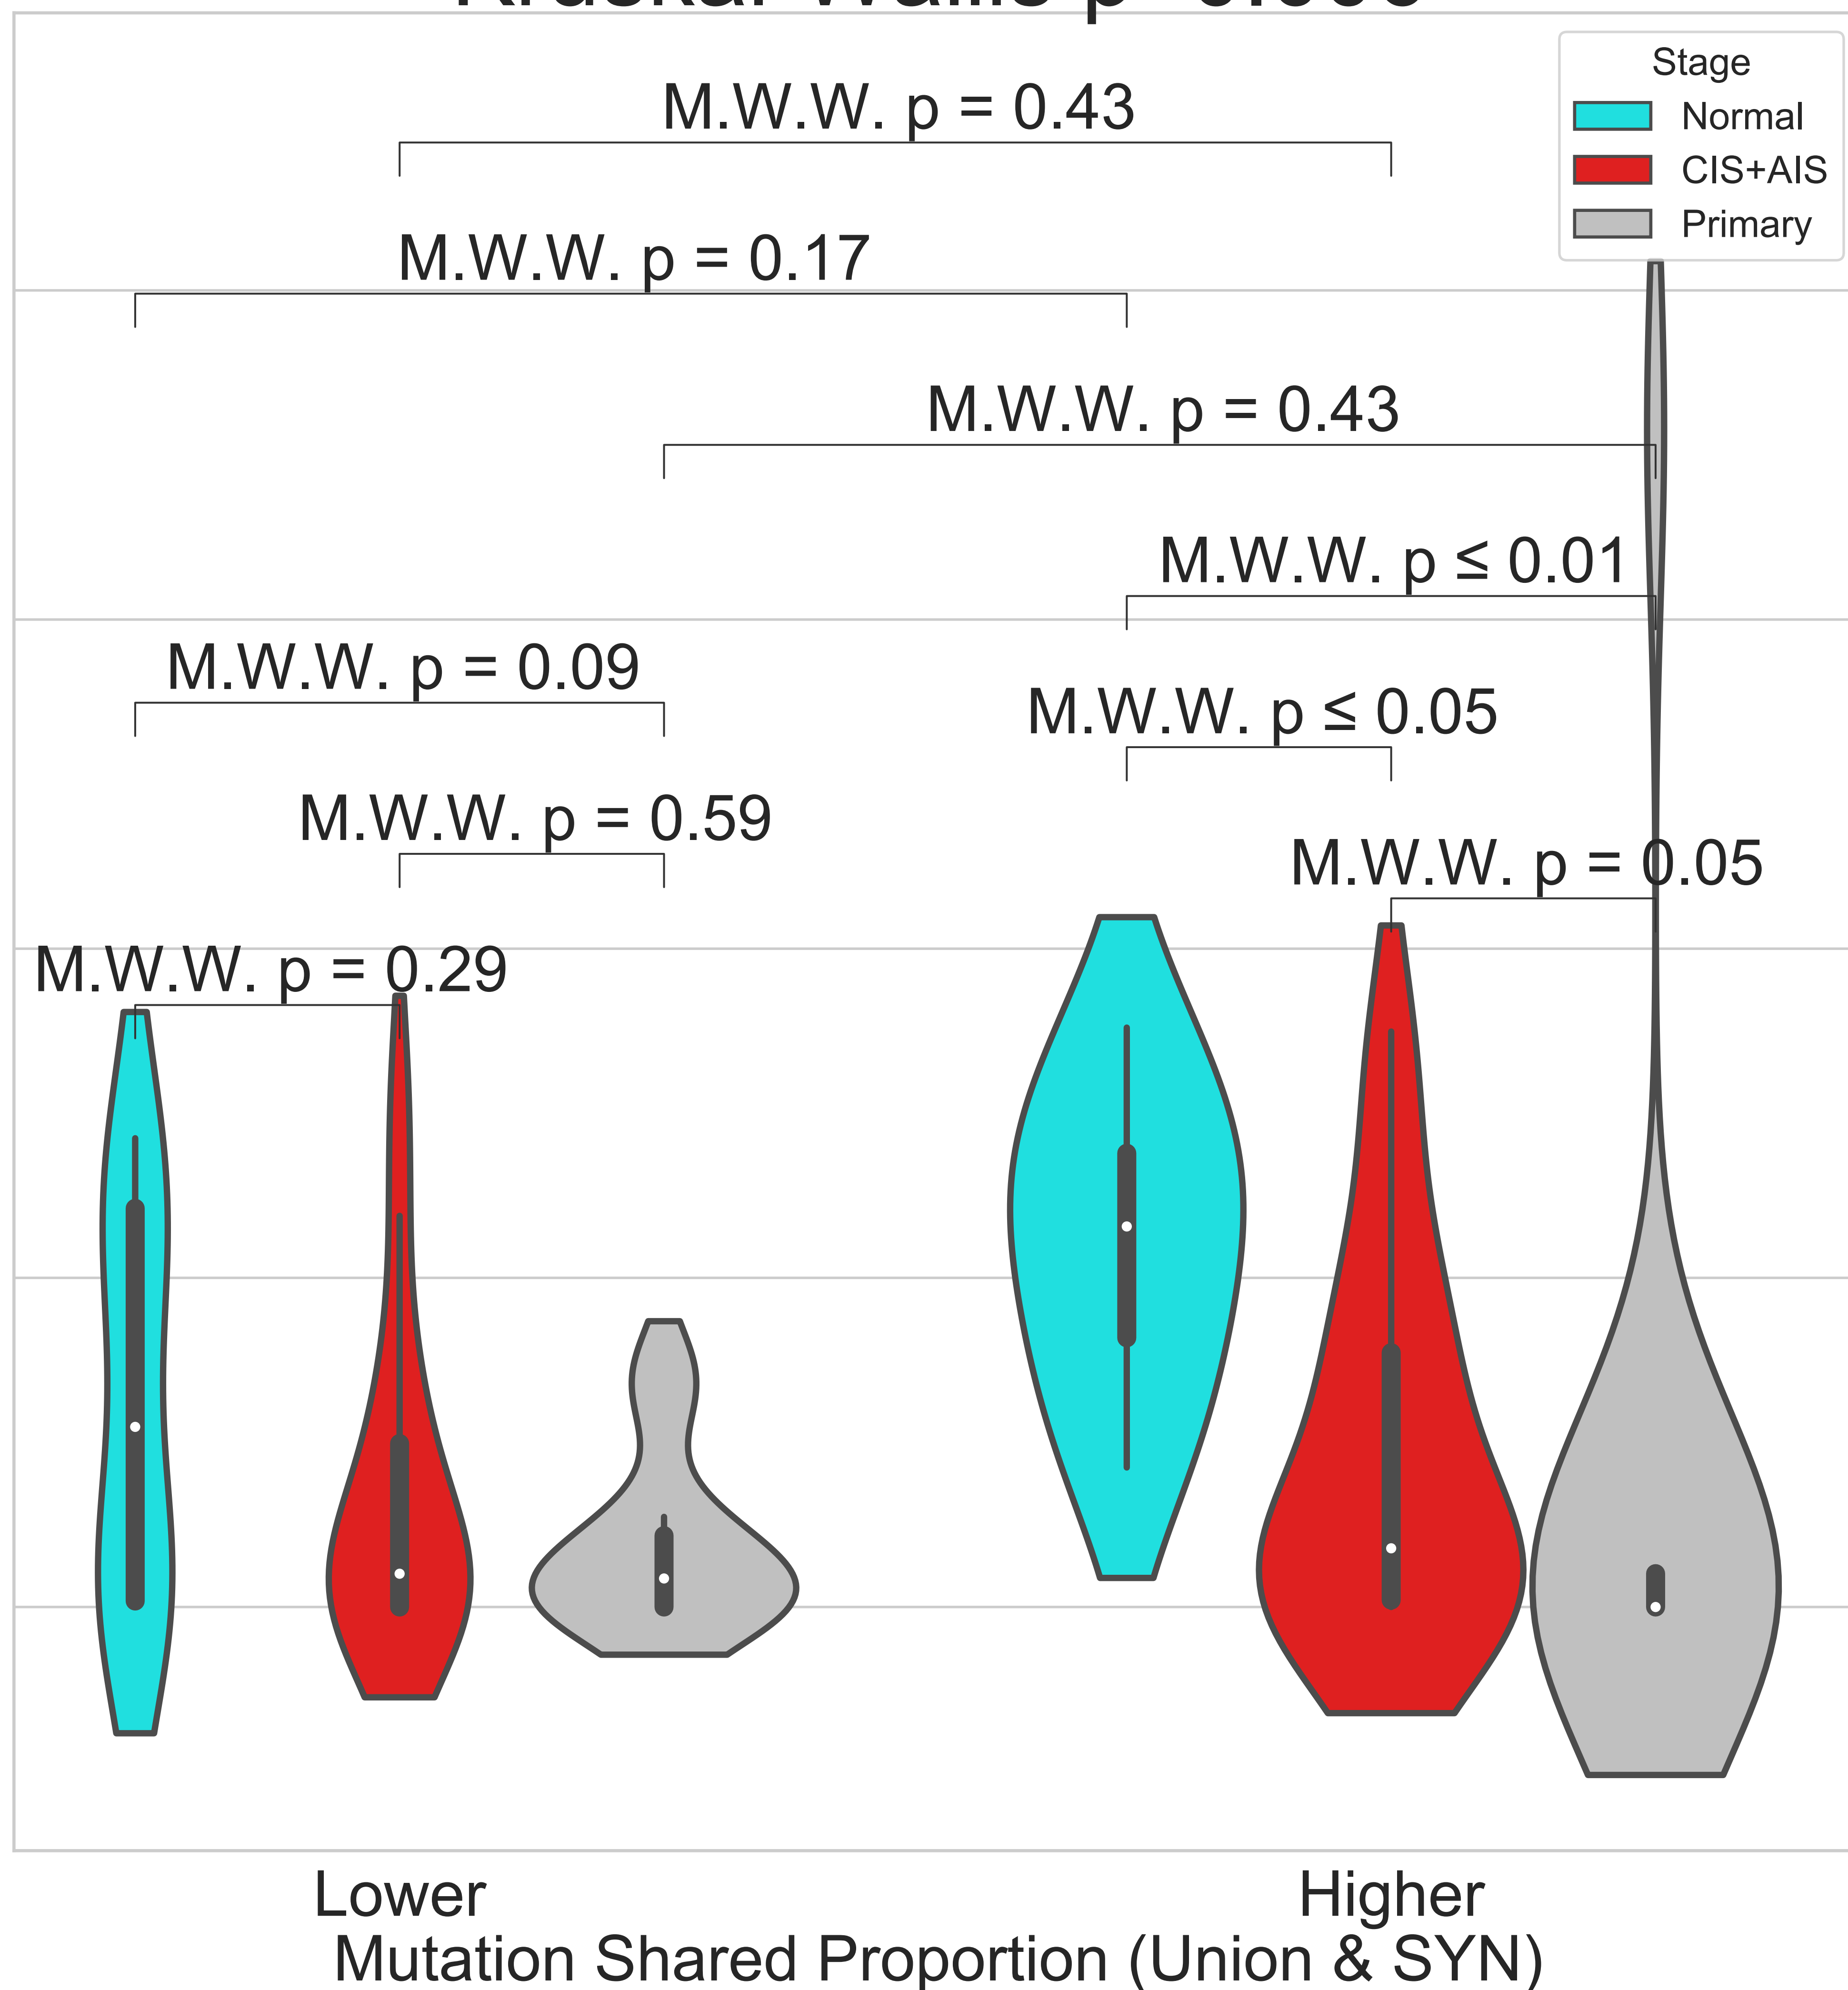 Stage
Normal
CIS+AIS
Primary
M.W.W. p = 0.43
M.W.W. p = 0.17
M.W.W. p = 0.43
M.W.W. p ≤ 0.01
M.W.W. p = 0.09
M.W.W. p ≤ 0.05
M.W.W. p = 0.59
M.W.W. p = 0.05
M.W.W. p = 0.29
Lower
Higher
Mutation Shared Proportion (Union & SYN)